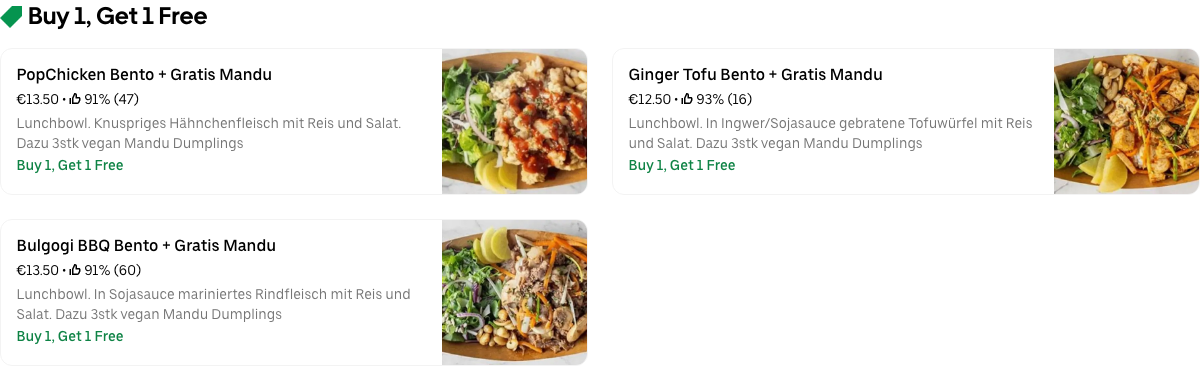 Buy 1, Get 1 Free
PopChicken Bento + Gratis Mandu
€13.50 • 91% (47)
Lunchbowl. Knuspriges Hähnchenfleisch mit Reis und Salat.
Dazu 3stk vegan Mandu Dumplings
Buy 1, Get 1 Free
Ginger Tofu Bento + Gratis Mandu
€12.50 • 93% (16)
Lunchbowl. In Ingwer/Sojasauce gebratene Tofuwürfel mit Reis
und Salat. Dazu 3stk vegan Mandu Dumplings
Buy 1, Get 1 Free
Bulgogi BBQ Bento + Gratis Mandu
€13.50 • 91% (60)
Lunchbowl. In Sojasauce mariniertes Rindfleisch mit Reis und
Salat. Dazu 3stk vegan Mandu Dumplings
Buy 1, Get 1 Free